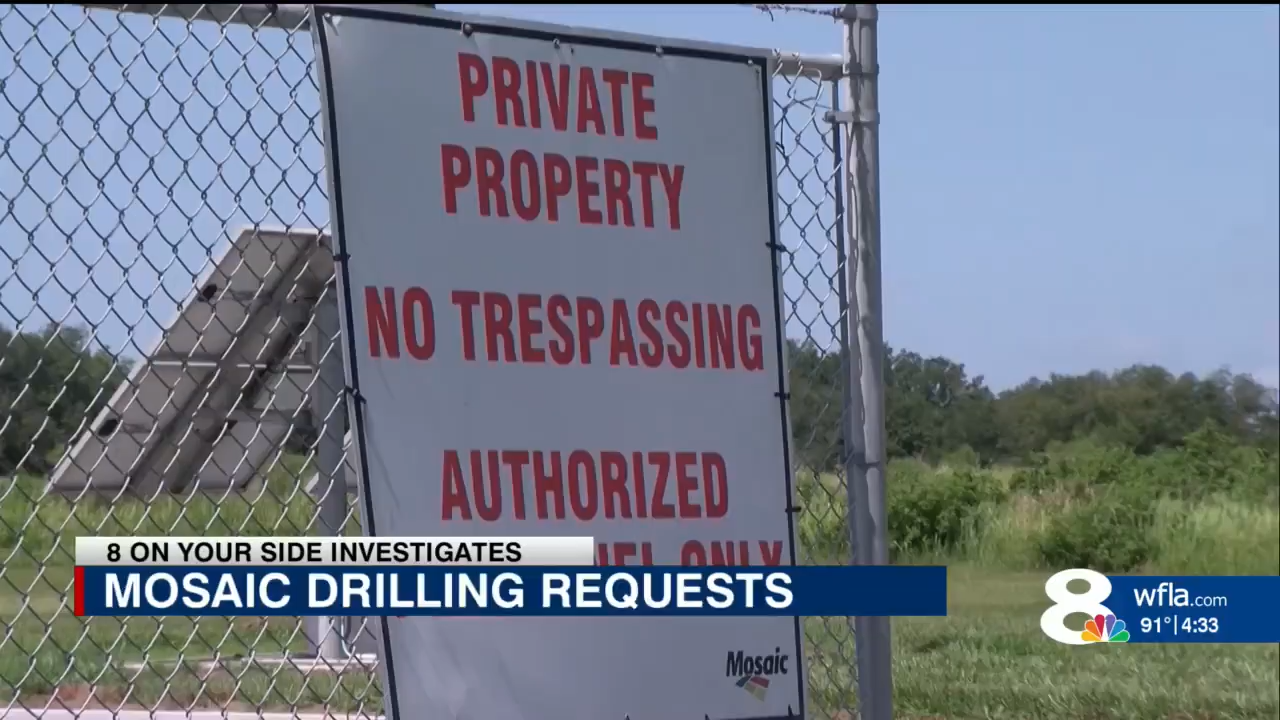 PRIVATE
PROPERTY
NO TRESPASSING
AUTHORIZED
ONLY
8 ON YOUR SIDE INVESTIGATES
MOSAIC DRILLING REQUESTS
Mosaic
8
wfla.com
91° | 4:33